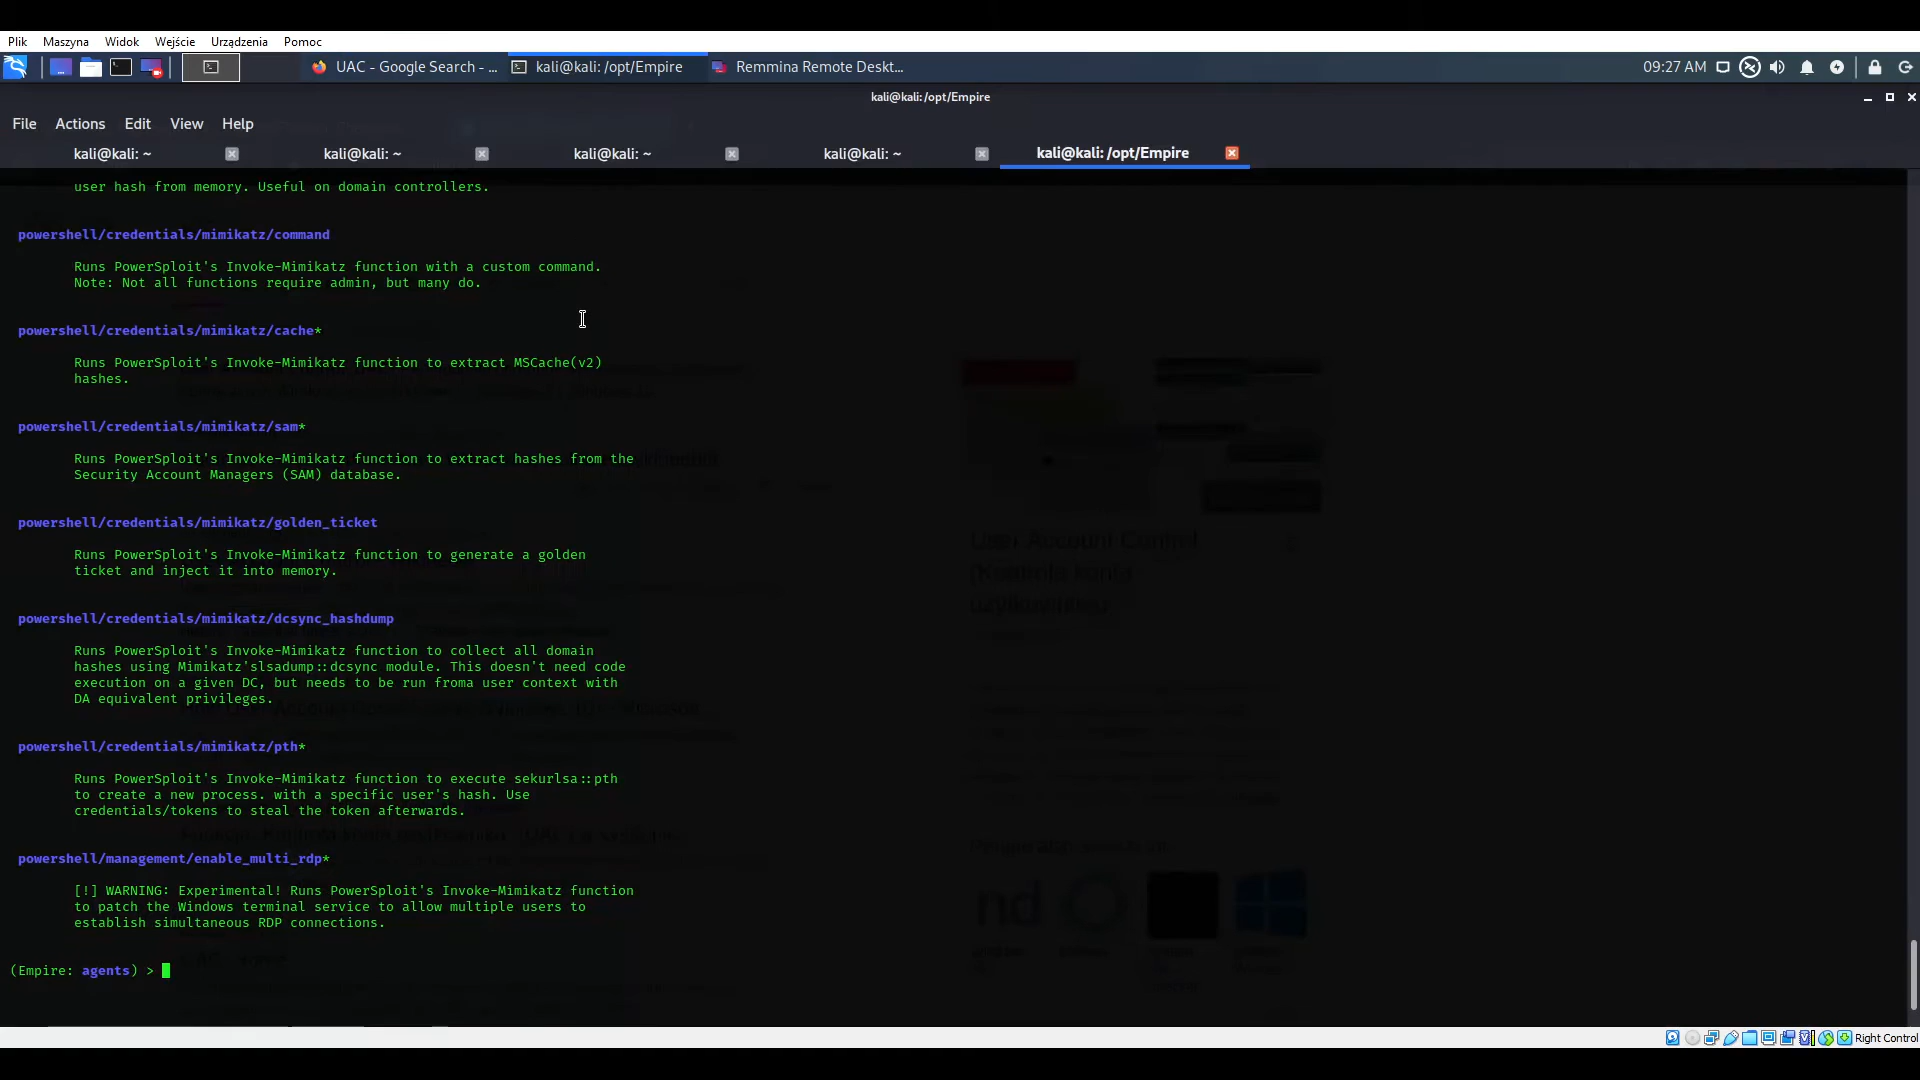 Plik Maszyna Widok Wejście Urządzenia Pomoc
UAC - Google Search - ...
kali@kali: /opt/Empire
Remmina Remote Deskt...
09:27 AM
kali@kali:/opt/Empire
File Actions Edit View Help
kali@kali: ~
kali@kali: ~
kali@kali: ~
kali@kali: ~
kali@kali: /opt/Empire
user hash from memory. Useful on domain controllers.
powershell/credentials/mimikatz/command
Runs PowerSploit's Invoke-Mimikatz function with a custom command.
Note: Not all functions require admin, but many do.
powershell/credentials/mimikatz/cache*
Runs PowerSploit's Invoke-Mimikatz function to extract MSCache(v2)
hashes.
powershell/credentials/mimikatz/sam*
Runs PowerSploit's Invoke-Mimikatz function to extract hashes from the
Security Account Managers (SAM) database.
powershell/credentials/mimikatz/golden_ticket
Runs PowerSploit's Invoke-Mimikatz function to generate a golden
ticket and inject it into memory.
powershell/credentials/mimikatz/dcsync_hashdump
Runs PowerSploit's Invoke-Mimikatz function to collect all domain
hashes using Mimikatz'slsadump::dcsync module. This doesn't need code
execution on a given DC, but needs to be run froma user context with
DA equivalent privileges.
powershell/credentials/mimikatz/pth*
Runs PowerSploit's Invoke-Mimikatz function to execute sekurlsa::pth
to create a new process. with a specific user's hash. Use
credentials/tokens to steal the token afterwards.
powershell/management/enable_multi_rdp*
[!] WARNING: Experimental! Runs PowerSploit's Invoke-Mimikatz function
to patch the Windows terminal service to allow multiple users to
establish simultaneous RDP connections.
(Empire: agents) >
User Account Control
(Kontrola konta
użytkownika)
nd
Right Control